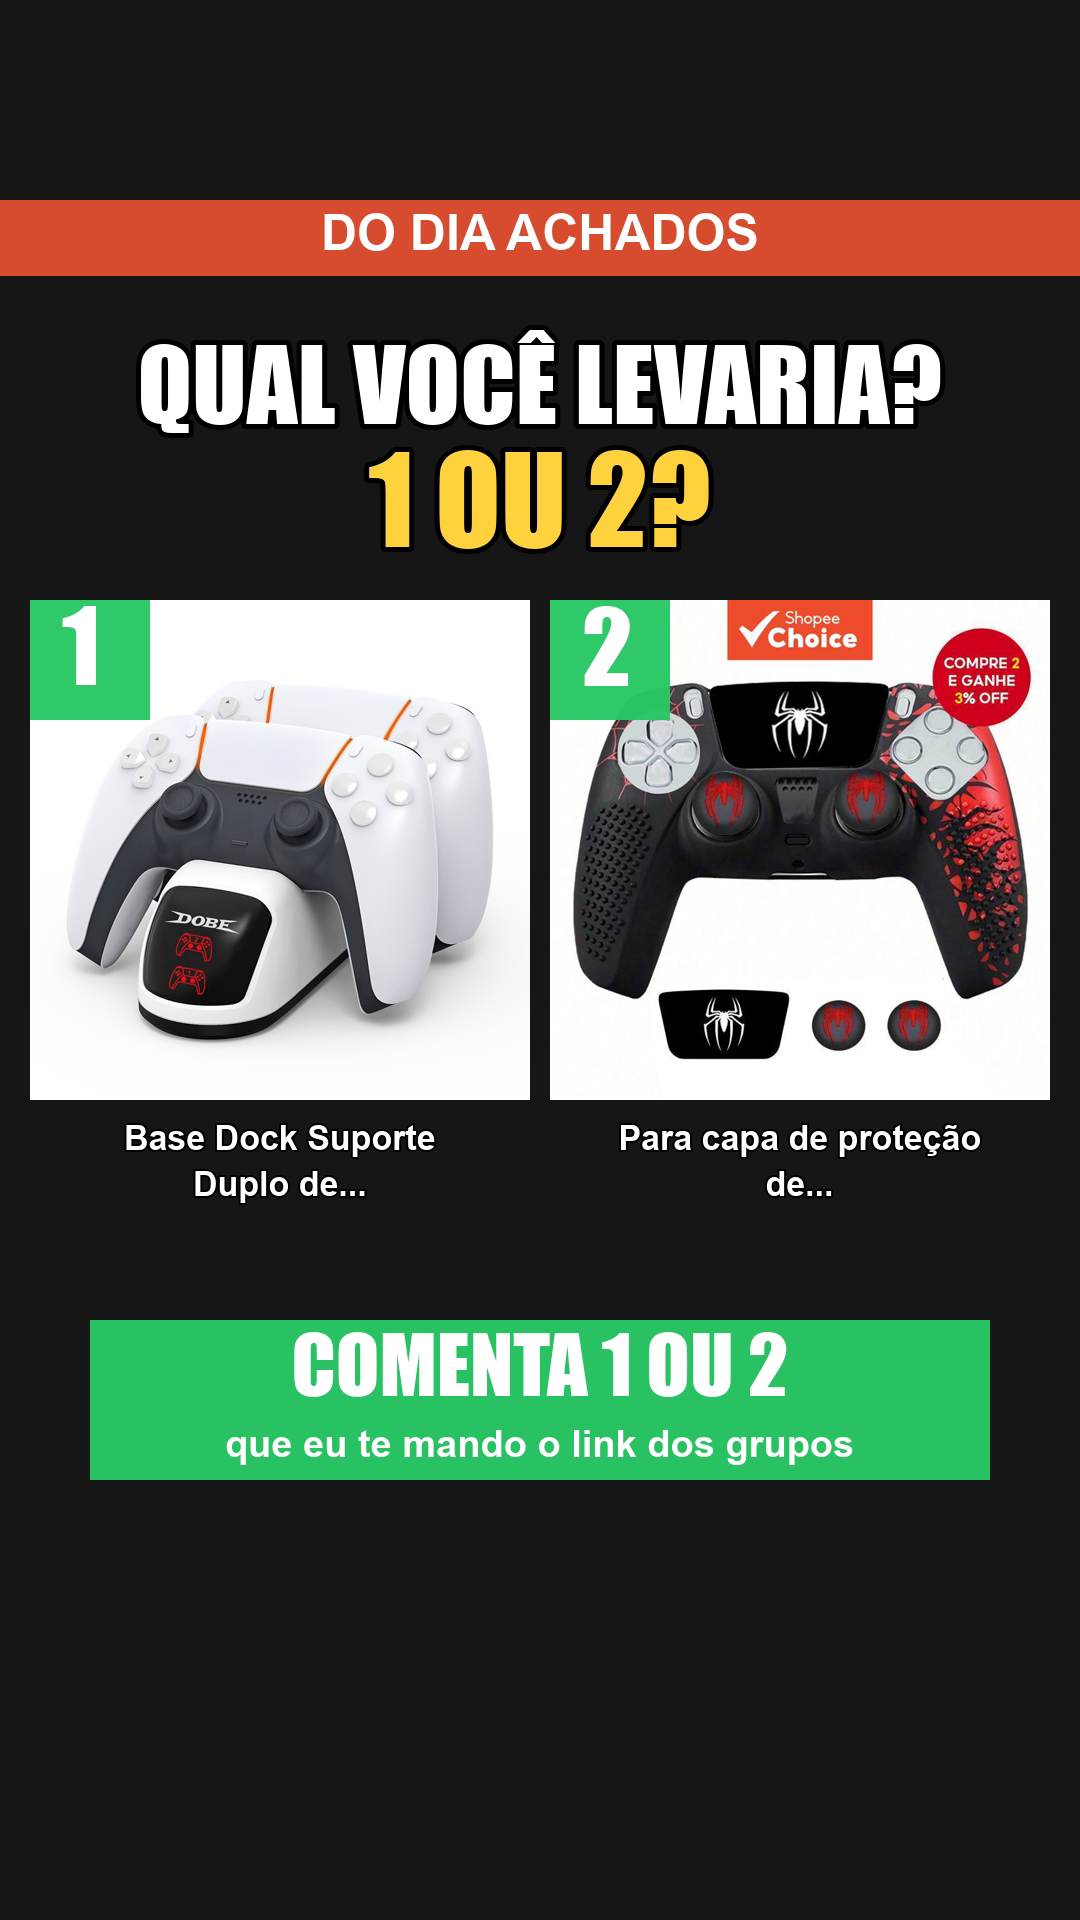 DO DIA ACHADOS
QUAL VOCÊ LEVARIA?
1 OU 2?
1
DOBE
2
Shopee
Choice
COMPRE 2
E GANHE
3% OFF
Base Dock Suporte
Duplo de...
Para capa de proteção
de...
COMENTA 1 OU 2
que eu te mando o link dos grupos